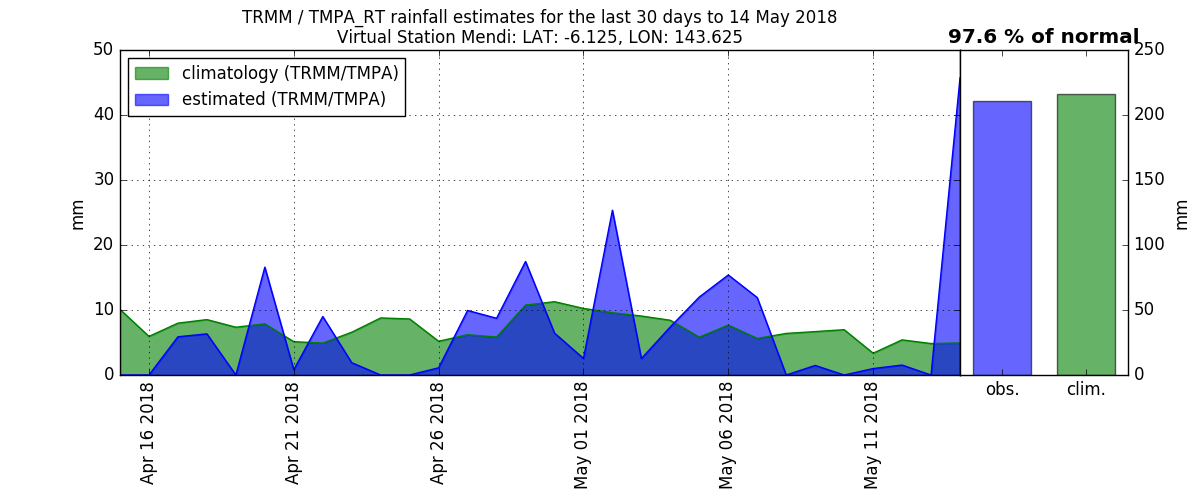 TRMM / TMPA_RT rainfall estimates for the last 30 days to 14 May 2018
Virtual Station Mendi: LAT: -6.125, LON: 143.625
97.6 % of normal
climatology (TRMM/TMPA)
estimated (TRMM/TMPA)
50
40
30
20
10
0
mm
250
200
150
100
50
0
mm
Apr 16 2018
Apr 21 2018
Apr 26 2018
May 01 2018
May 06 2018
May 11 2018
obs.
clim.